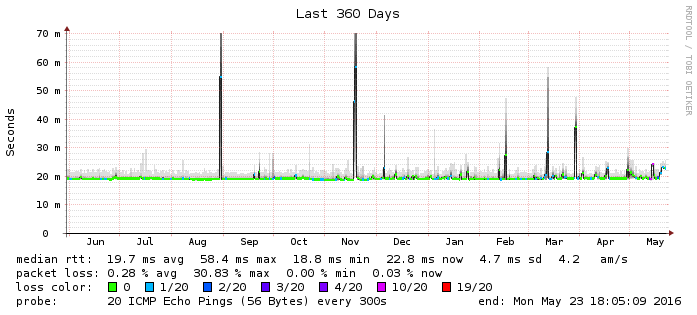 Last 360 Days
RRDTOOL / TOBI OETIKER
Seconds
70 m
60 m
50 m
40 m
30 m
20 m
10 m
0
Jun Jul Aug Sep Oct Nov Dec Jan Feb Mar Apr May
median rtt: 19.7 ms avg 58.4 ms max 18.8 ms min 22.8 ms now 4.7 ms sd 4.2 am/s
packet loss: 0.28 % avg 30.83 % max 0.00 % min 0.03 % now
loss color: 0 1/20 2/20 3/20 4/20 10/20 19/20
probe: 20 ICMP Echo Pings (56 Bytes) every 300s end: Mon May 23 18:05:09 2016